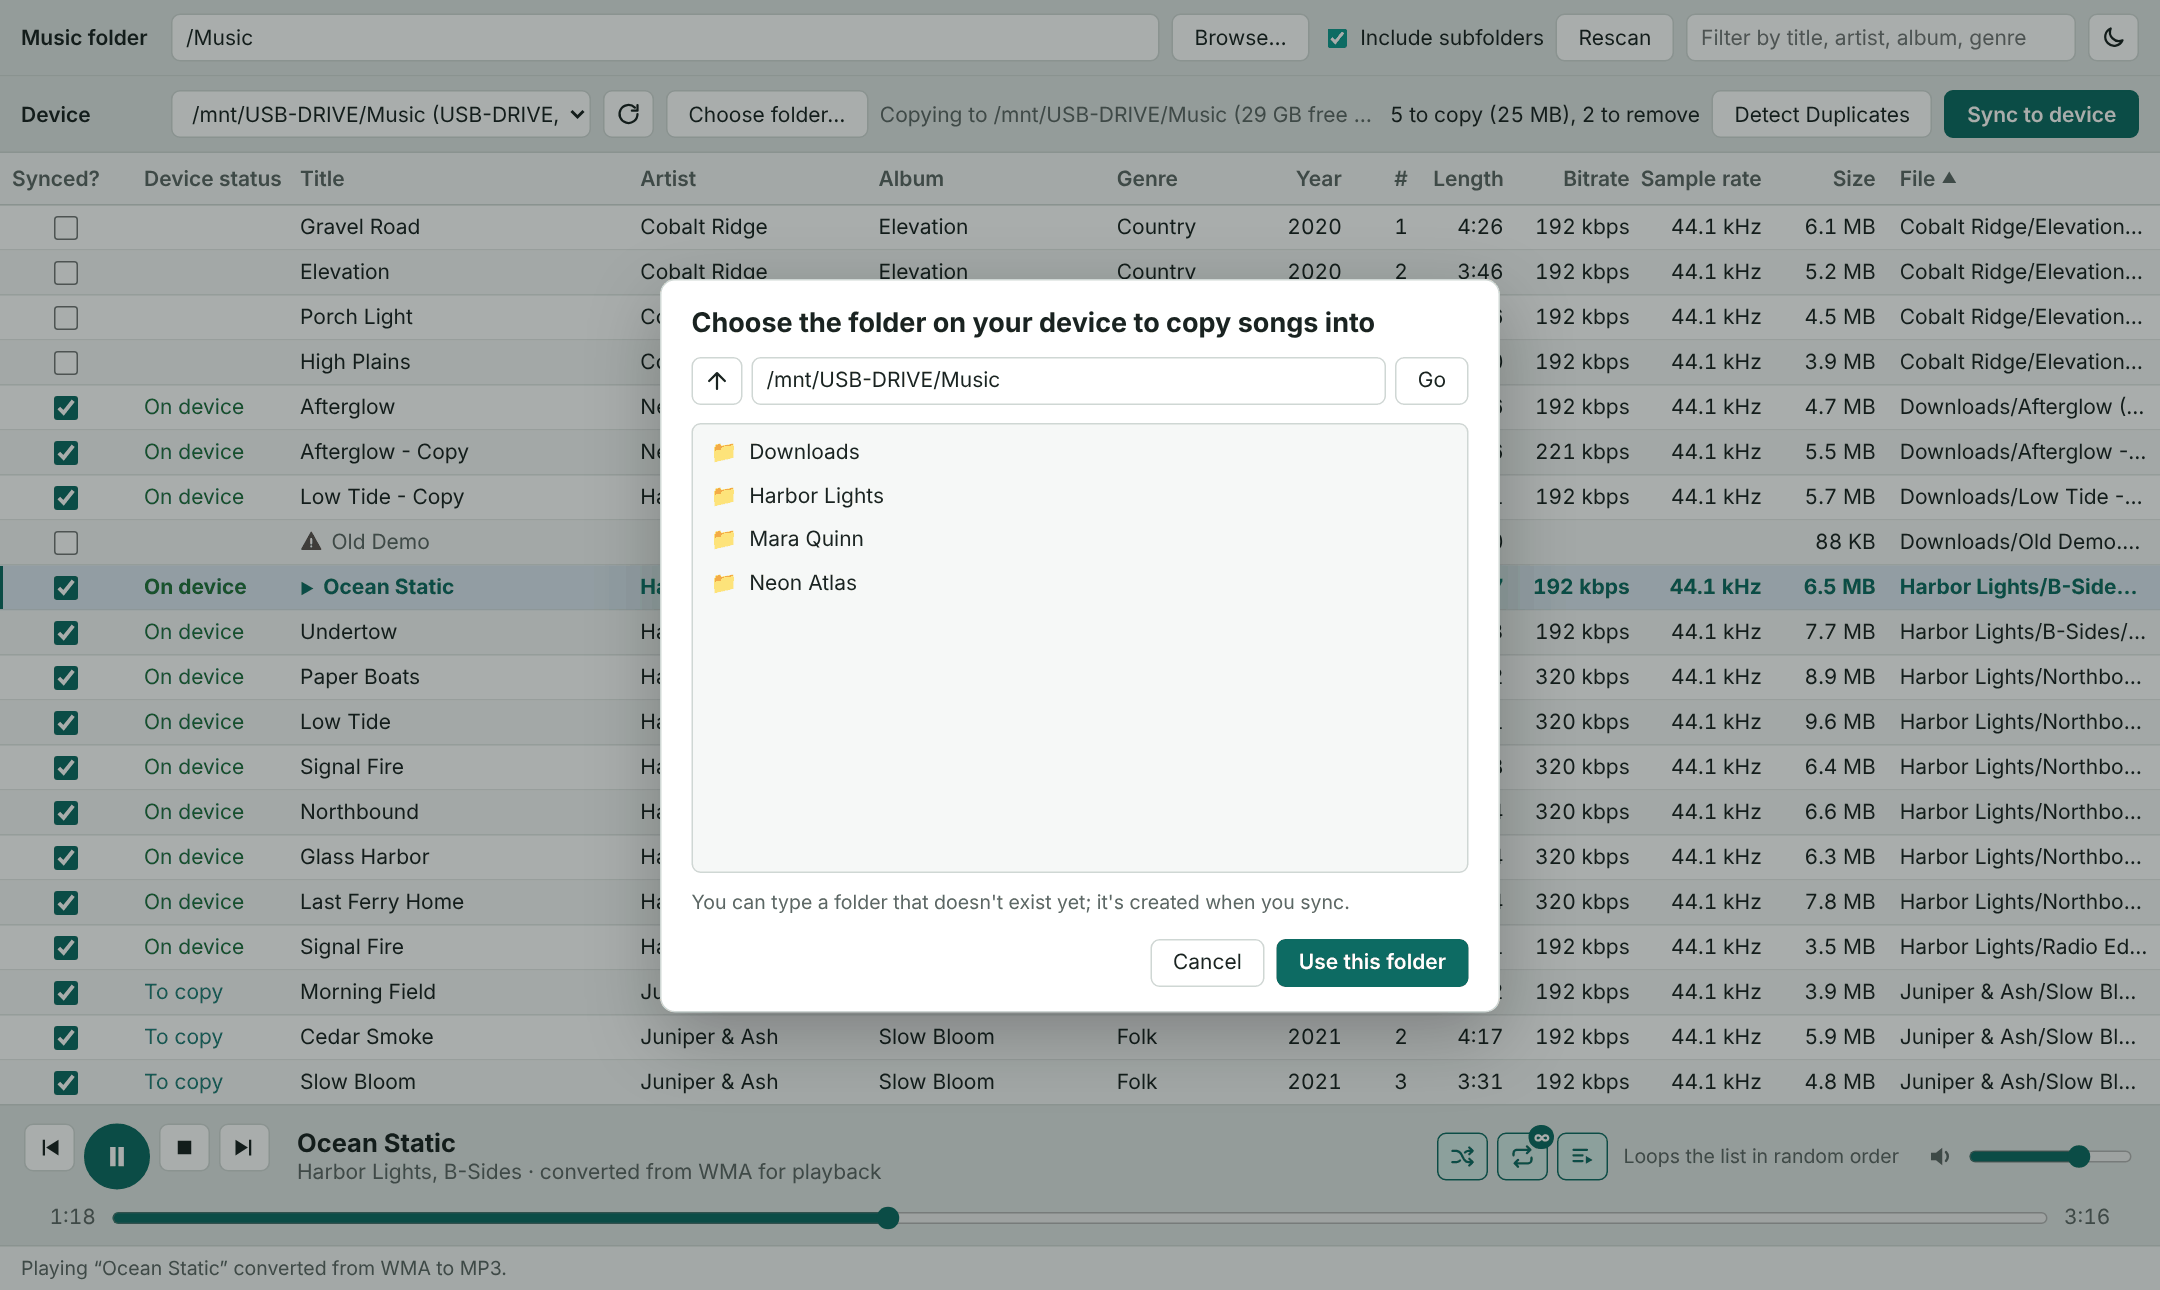 Music folder /Music Browse... Include subfolders Rescan Filter by title, artist, album, genre
Device /mnt/USB-DRIVE/Music (USB-DRIVE, Choose folder... Copying to /mnt/USB-DRIVE/Music (29 GB free ... 5 to copy (25 MB), 2 to remove Detect Duplicates Sync to device
Synced? Device status Title Artist Album Genre Year # Length Bitrate Sample rate Size File ▲
Gravel Road Cobalt Ridge Elevation Country 2020 1 4:26 192 kbps 44.1 kHz 6.1 MB Cobalt Ridge/Elevation...
Elevation Cobalt Ridge Elevation Country 2020 2 3:46 192 kbps 44.1 kHz 5.2 MB Cobalt Ridge/Elevation...
Porch Light 192 kbps 44.1 kHz 4.5 MB Cobalt Ridge/Elevation...
High Plains 192 kbps 44.1 kHz 3.9 MB Cobalt Ridge/Elevation...
On device Afterglow 192 kbps 44.1 kHz 4.7 MB Downloads/Afterglow (...
On device Afterglow - Copy 221 kbps 44.1 kHz 5.5 MB Downloads/Afterglow -...
On device Low Tide - Copy 192 kbps 44.1 kHz 5.7 MB Downloads/Low Tide -...
Old Demo 88 KB Downloads/Old Demo....
On device ▶ Ocean Static 192 kbps 44.1 kHz 6.5 MB Harbor Lights/B-Side...
On device Undertow 192 kbps 44.1 kHz 7.7 MB Harbor Lights/B-Sides/...
On device Paper Boats 320 kbps 44.1 kHz 8.9 MB Harbor Lights/Northbo...
On device Low Tide 320 kbps 44.1 kHz 9.6 MB Harbor Lights/Northbo...
On device Signal Fire 320 kbps 44.1 kHz 6.4 MB Harbor Lights/Northbo...
On device Northbound 320 kbps 44.1 kHz 6.6 MB Harbor Lights/Northbo...
On device Glass Harbor 320 kbps 44.1 kHz 6.3 MB Harbor Lights/Northbo...
On device Last Ferry Home 320 kbps 44.1 kHz 7.8 MB Harbor Lights/Northbo...
On device Signal Fire 192 kbps 44.1 kHz 3.5 MB Harbor Lights/Radio Ed...
To copy Morning Field 192 kbps 44.1 kHz 3.9 MB Juniper & Ash/Slow Bl...
To copy Cedar Smoke Juniper & Ash Slow Bloom Folk 2021 2 4:17 192 kbps 44.1 kHz 5.9 MB Juniper & Ash/Slow Bl...
To copy Slow Bloom Juniper & Ash Slow Bloom Folk 2021 3 3:31 192 kbps 44.1 kHz 4.8 MB Juniper & Ash/Slow Bl...
Choose the folder on your device to copy songs into
/mnt/USB-DRIVE/Music Go
Downloads
Harbor Lights
Mara Quinn
Neon Atlas
You can type a folder that doesn't exist yet; it's created when you sync.
Cancel Use this folder
Ocean Static
Harbor Lights, B-Sides · converted from WMA for playback
Loops the list in random order
1:18 3:16
Playing “Ocean Static” converted from WMA to MP3.